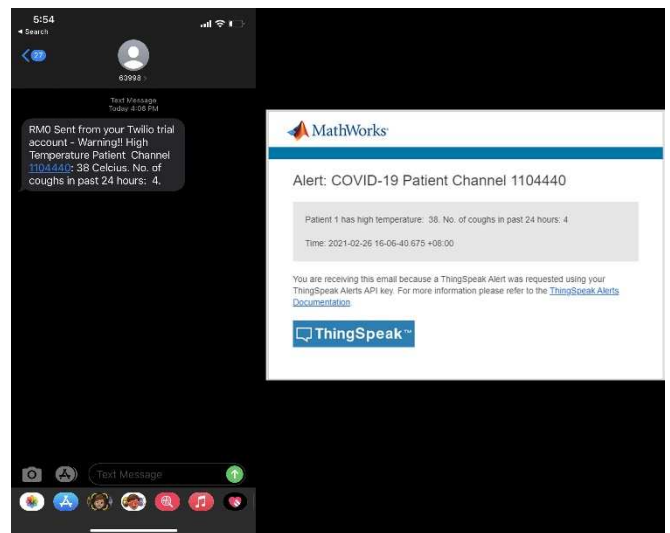 5:54
Search
27
63998
Text Message
Today 4:06 PM
RM0 Sent from your Twilio trial
account - Warning!! High
Temperature Patient Channel
1104440: 38 Celcius. No. of
coughs in past 24 hours: 4.
Text Message
MathWorks
Alert: COVID-19 Patient Channel 1104440
Patient 1 has high temperature: 38. No. of coughs in past 24 hours: 4
Time: 2021-02-26 16-06-40.675 +08:00
You are receiving this email because a ThingSpeak Alert was requested using your
ThingSpeak Alerts API key. For more information please refer to the ThingSpeak Alerts
Documentation.
ThingSpeak™